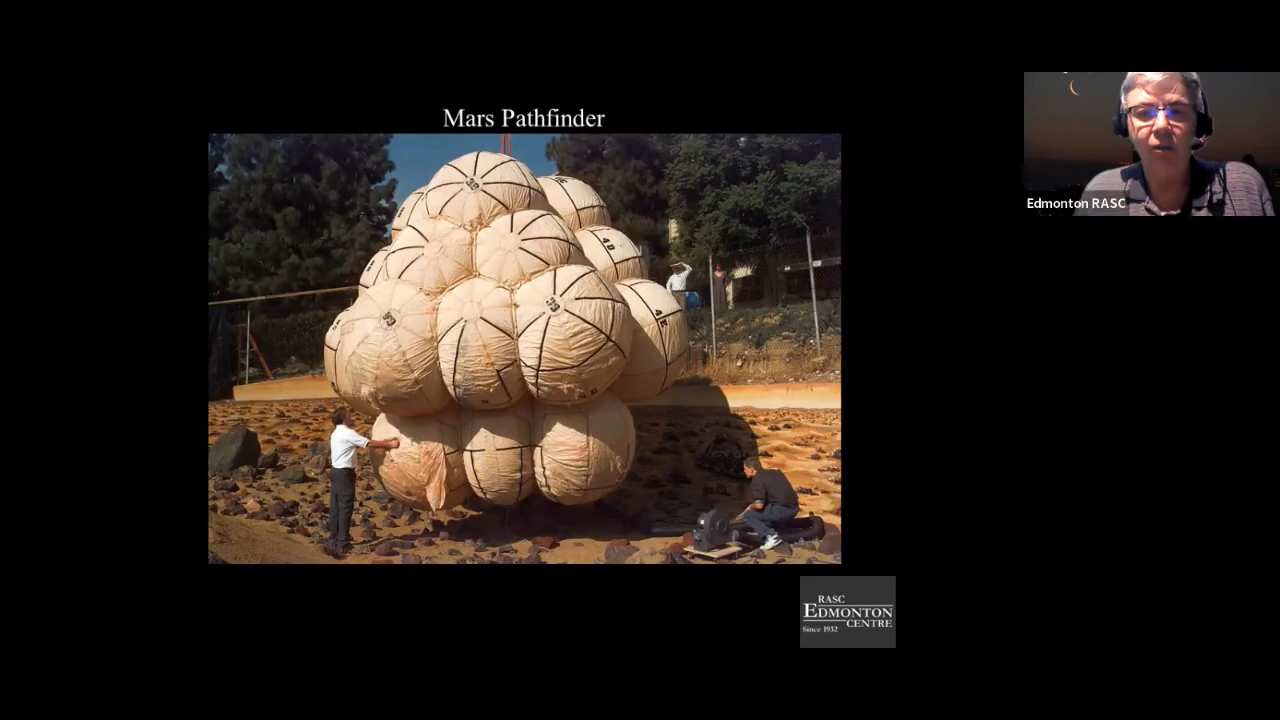 Mars Pathfinder
Edmonton RASC
RASC
EDMONTON
CENTRE
Since 1932